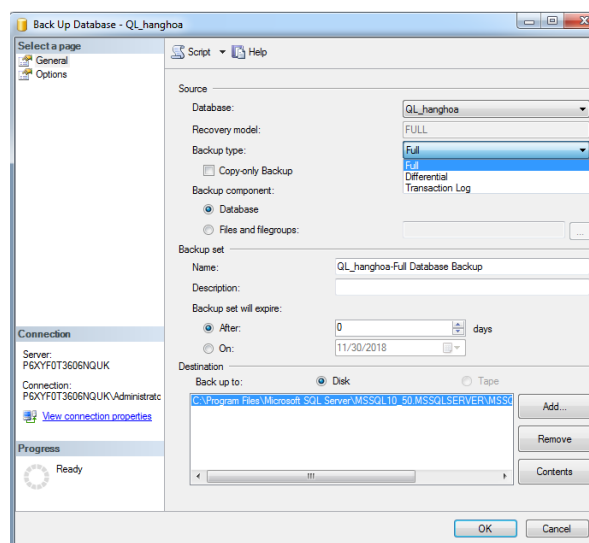 Back Up Database - QL_hanghoa
Select a page
General
Options
Script
Help
Source
Database:
QL_hanghoa
Recovery model:
FULL
Backup type:
Full
Full
Differential
Transaction Log
Copy-only Backup
Backup component:
Database
Files and filegroups:
...
Backup set
Name:
QL_hanghoa-Full Database Backup
Description:
Backup set will expire:
After:
0
days
On:
11/30/2018
Destination
Back up to:
Disk
Tape
C:\Program Files\Microsoft SQL Server\MSSQL10_50.MSSQLSERVER\MSSQ
Add...
Remove
Contents
Connection
Server:
P6XYF0T3606NQUK
Connection:
P6XYF0T3606NQUK\Administratc
View connection properties
Progress
Ready
OK
Cancel